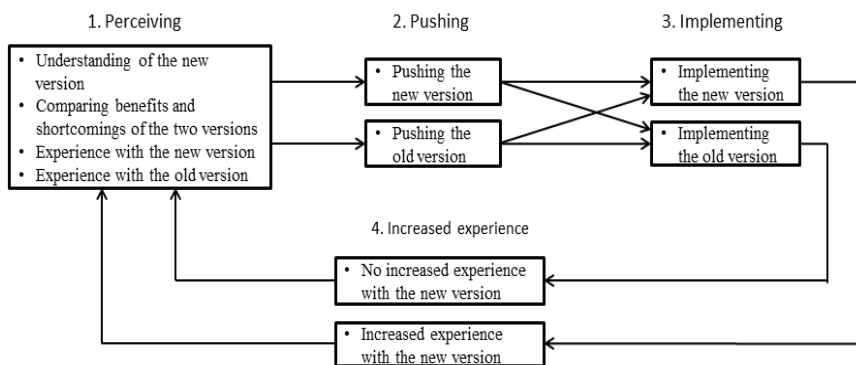 1. Perceiving
2. Pushing
3. Implementing
• Understanding of the new
version
• Comparing benefits and
shortcomings of the two versions
• Experience with the new version
• Experience with the old version
• Pushing the
new version
• Pushing the
old version
• Implementing
the new version
• Implementing
the old version
4. Increased experience
• No increased experience
with the new version
• Increased experience
with the new version